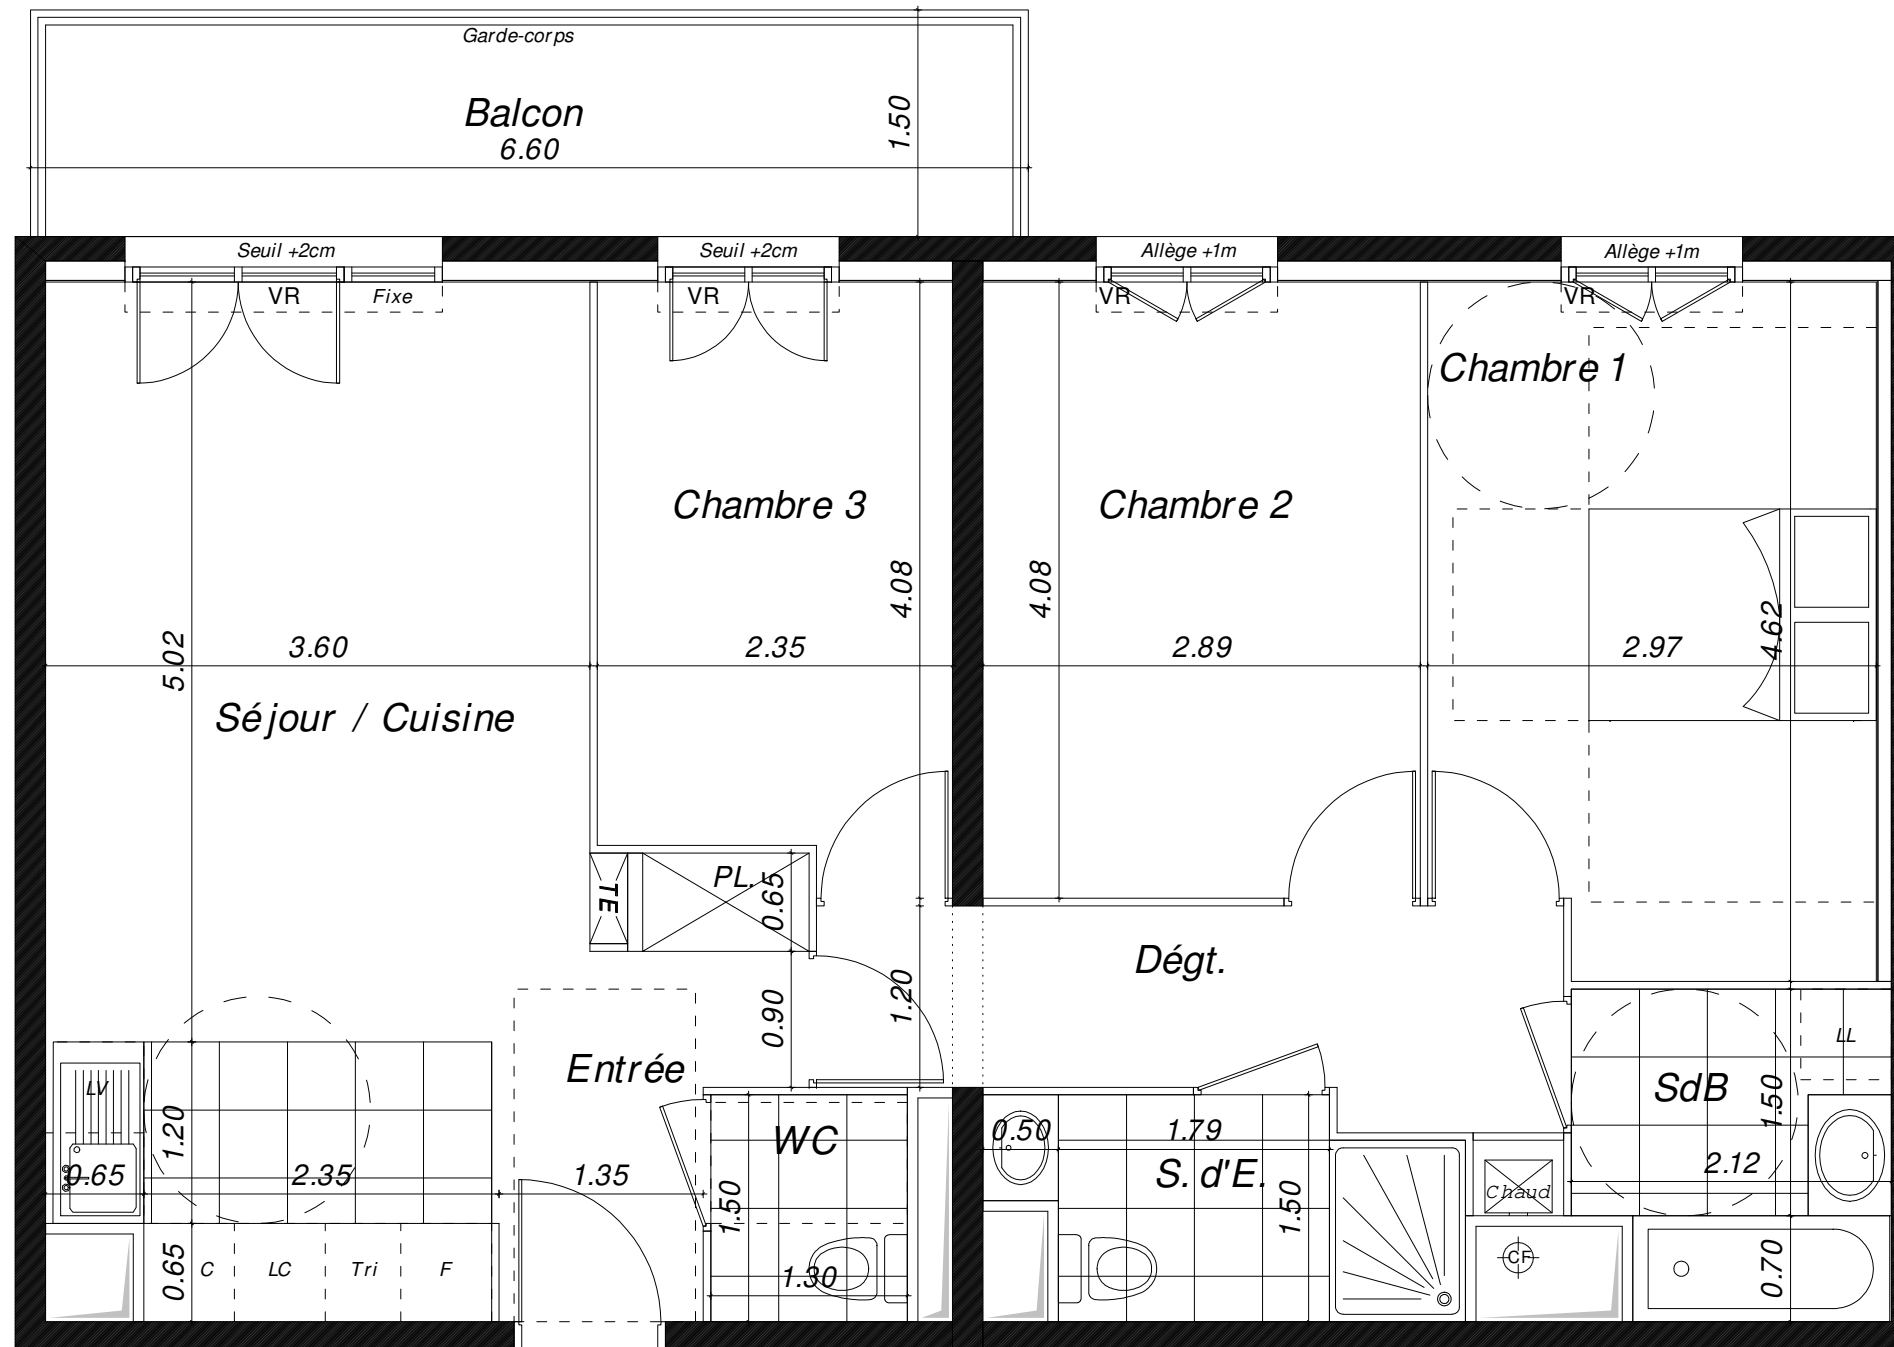 Garde-corps
Balcon
6.60
1.50
Seuil +2cm
Seuil +2cm
Allège +1m
Allège +1m
VR
Fixe
VR
VR
VR
Chambre 1
Chambre 3
Chambre 2
4.08
4.08
5.02
3.60
2.35
2.89
2.97
4.62
Séjour / Cuisine
TE
PL.
0.65
0.90
1.20
Dégt.
Entrée
LV
1.20
0.65
2.35
1.35
WC
1.50
1.30
0.50
1.79
S. d'E.
1.50
SdB
LL
1.50
2.12
Chaud
CF
0.70
0.65
C
LC
Tri
F